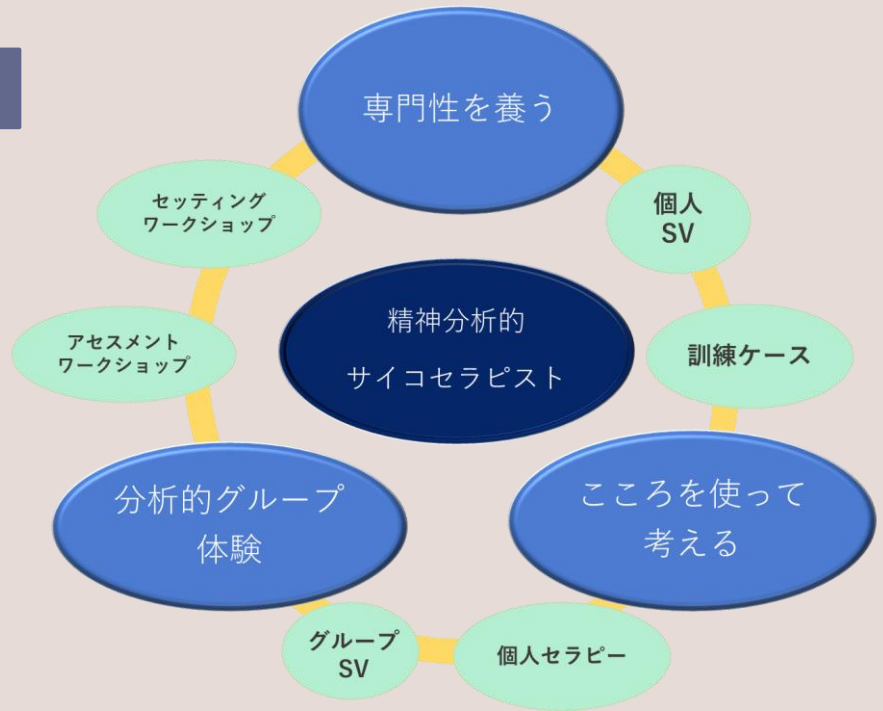 専門性を養う
セッティング
ワークショップ
個人
SV
精神分析的
サイコセラピスト
アセスメント
ワークショップ
訓練ケース
分析的グループ
体験
こころを使って
考える
グループ
SV
個人セラピー